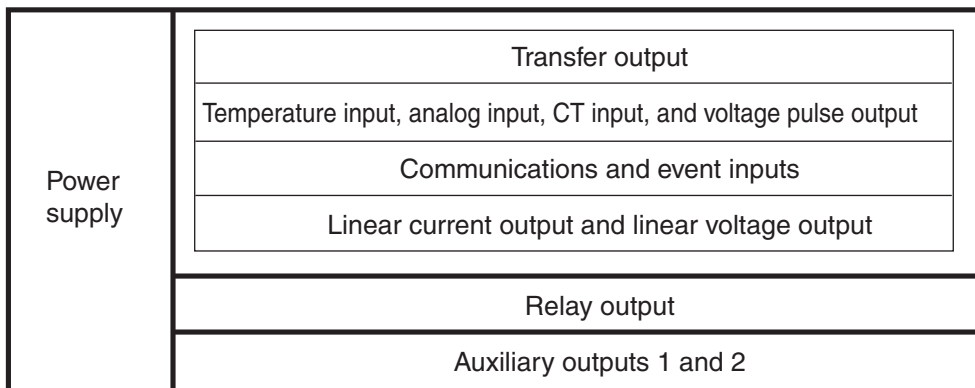 Power
supply
Transfer output
Temperature input, analog input, CT input, and voltage pulse output
Communications and event inputs
Linear current output and linear voltage output
Relay output
Auxiliary outputs 1 and 2